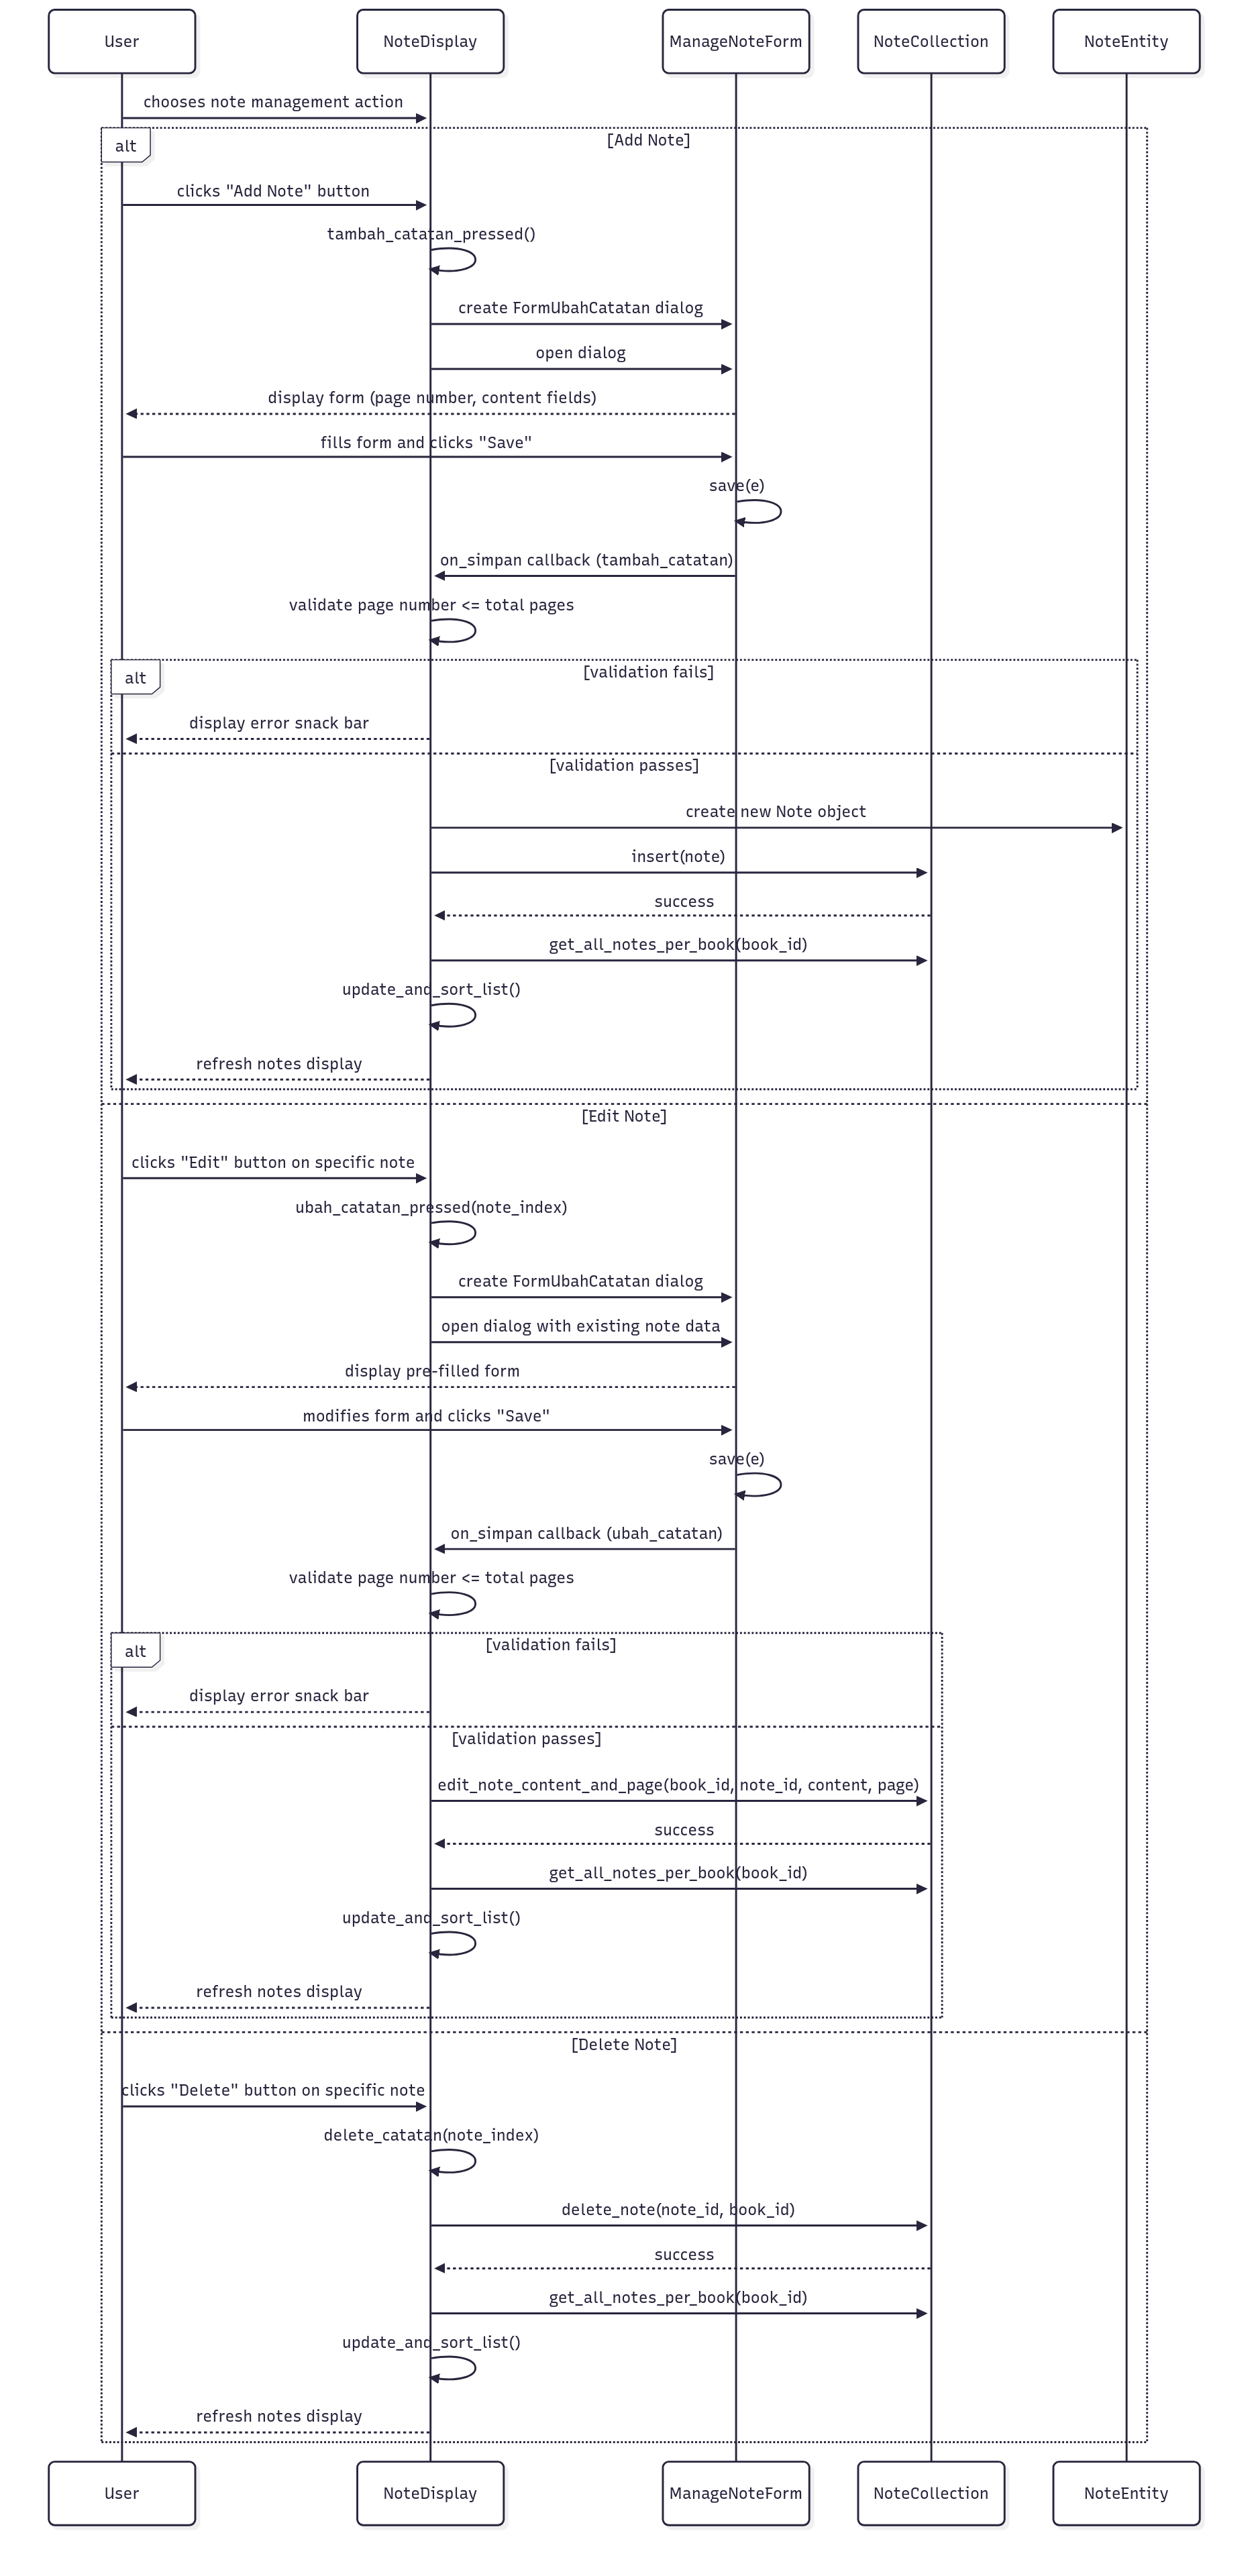 User
NoteDisplay
ManageNoteForm
NoteCollection
NoteEntity
chooses note management action
alt
[Add Note]
clicks "Add Note" button
tambah_catatan_pressed()
create FormUbahCatatan dialog
open dialog
display form (page number, content fields)
fills form and clicks "Save"
save(e)
on_simpan callback (tambah_catatan)
validate page number <= total pages
alt
[validation fails]
display error snack bar
[validation passes]
create new Note object
insert(note)
success
get_all_notes_per_book(book_id)
update_and_sort_list()
refresh notes display
[Edit Note]
clicks "Edit" button on specific note
ubah_catatan_pressed(note_index)
create FormUbahCatatan dialog
open dialog with existing note data
display pre-filled form
modifies form and clicks "Save"
save(e)
on_simpan callback (ubah_catatan)
validate page number <= total pages
alt
[validation fails]
display error snack bar
[validation passes]
edit_note_content_and_page(book_id, note_id, content, page)
success
get_all_notes_per_book(book_id)
update_and_sort_list()
refresh notes display
[Delete Note]
clicks "Delete" button on specific note
delete_catatan(note_index)
delete_note(note_id, book_id)
success
get_all_notes_per_book(book_id)
update_and_sort_list()
refresh notes display
User
NoteDisplay
ManageNoteForm
NoteCollection
NoteEntity